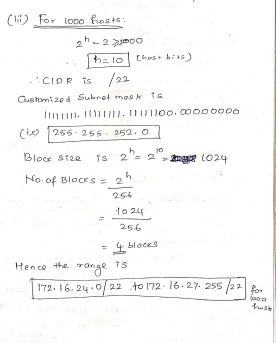 (iii) For 1000 hosts:
2^h - 2 ≥ 1000
h = 10 [host bits]
∴ CIDR is /22
Customized Subnet mask is
11111111. 11111111. 11111100. 00000000
(ie) 255-255-252.0
Block size is 2^h = 2^10 = 1024
No. of Blocks = 2^h
256
= 1024
256
= 4 blocks
Hence the range is
172.16.24.0/22 to 172.16.27.255/22 for 1000 hosts